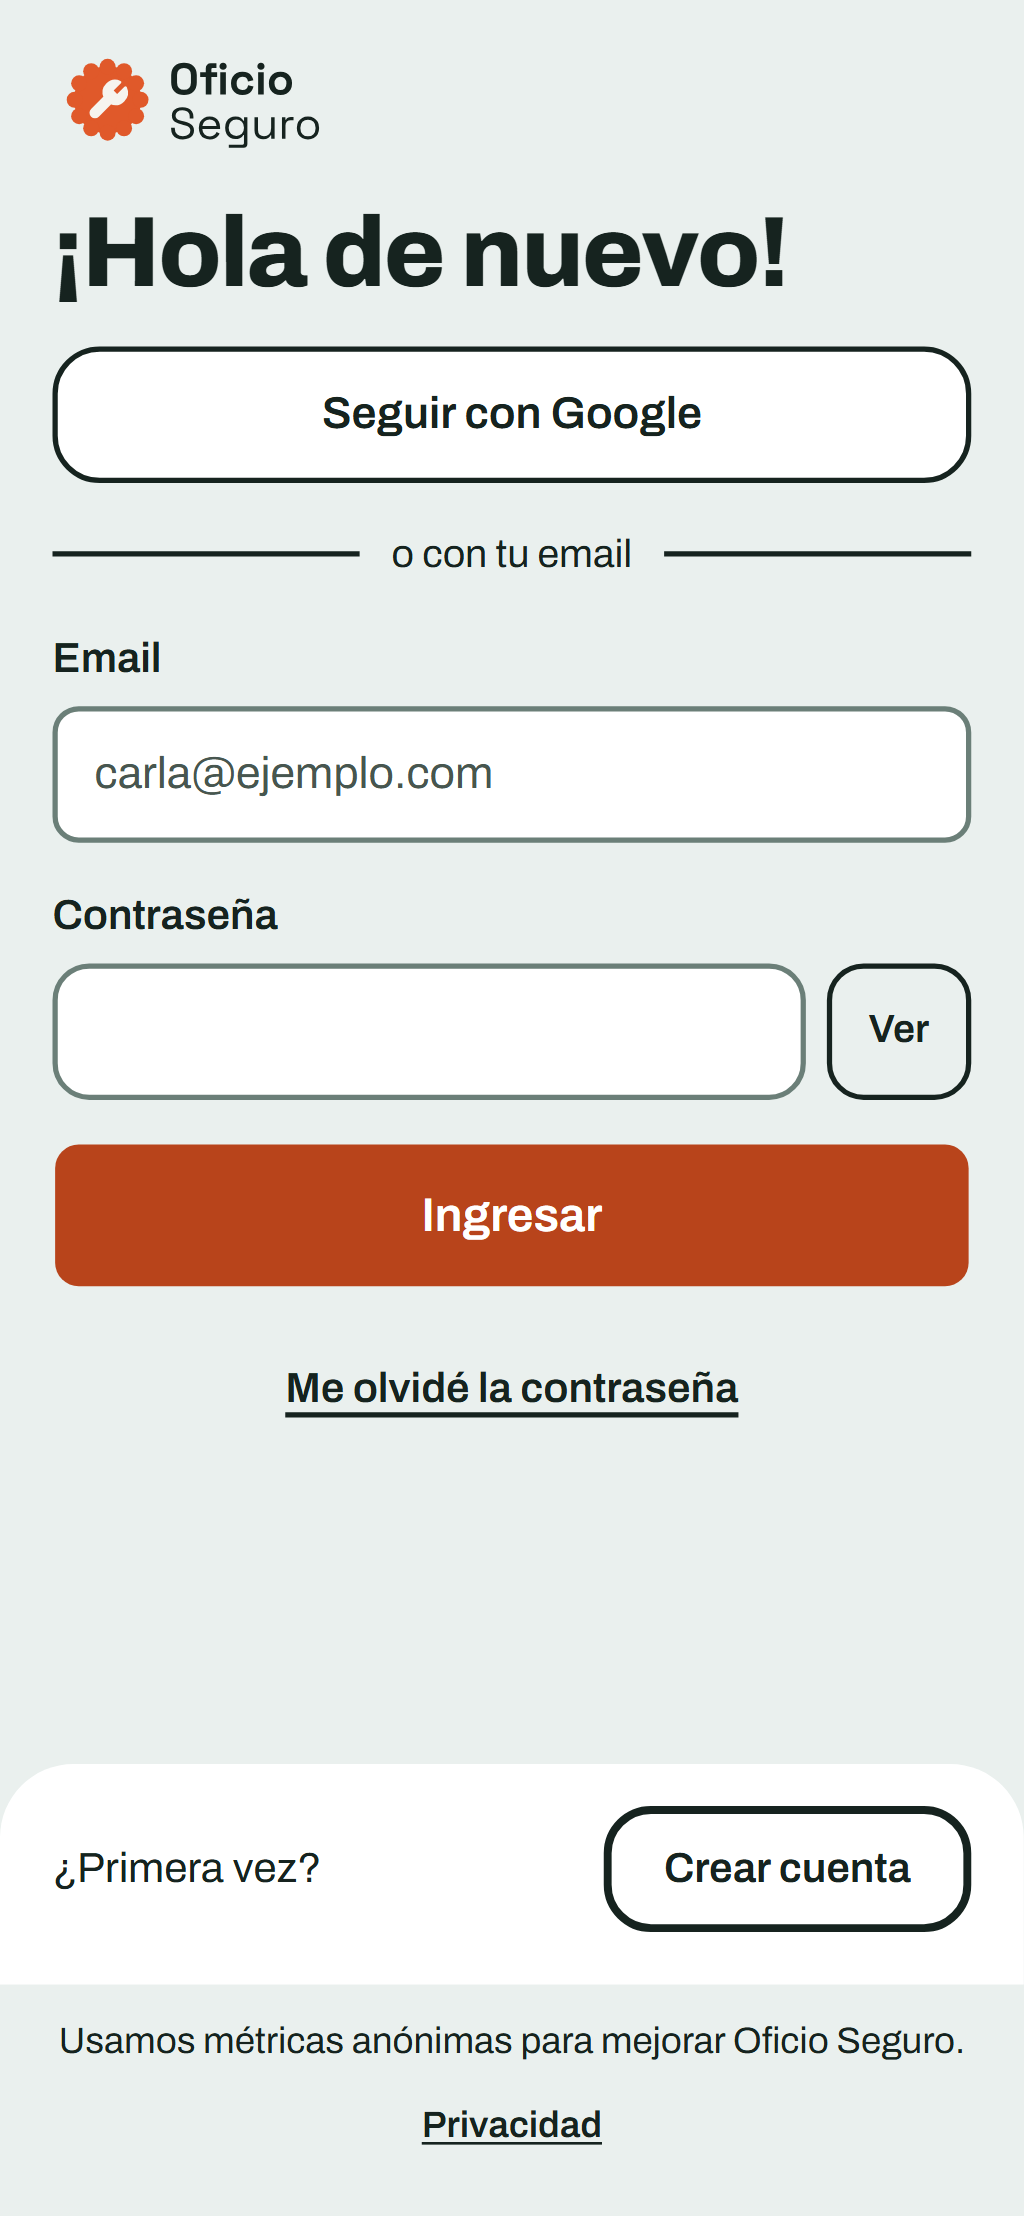 Oficio
Seguro
¡Hola de nuevo!
Seguir con Google
o con tu email
Email
carla@ejemplo.com
Contraseña
Ver
Ingresar
Me olvidé la contraseña
¿Primera vez?
Crear cuenta
Usamos métricas anónimas para mejorar Oficio Seguro.
Privacidad